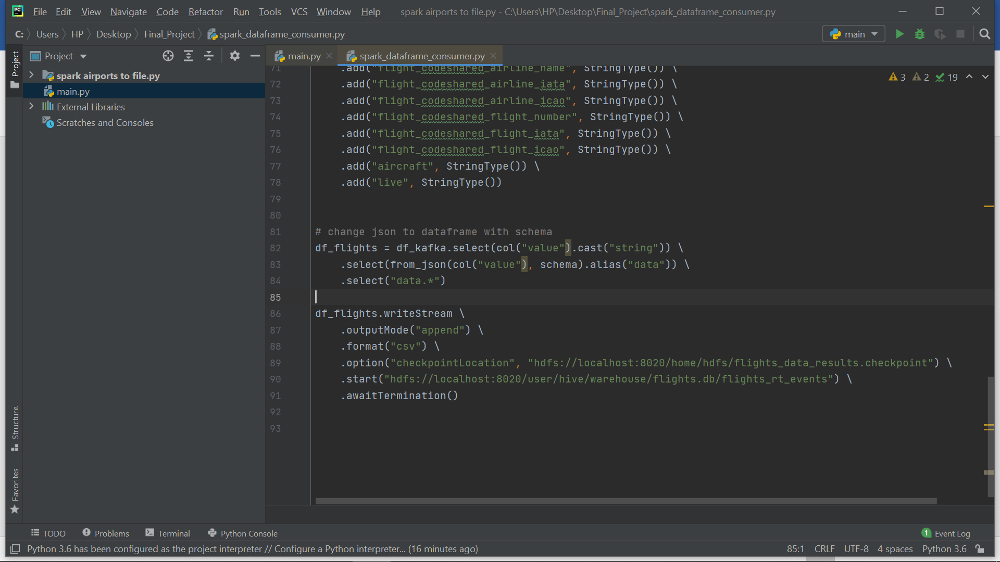 PC File Edit View Navigate Code Refactor Run Tools VCS Window Help spark airports to file.py - C:\Users\HP\Desktop\Final_Project\spark_dataframe_consumer.py
C: Users HP Desktop Final_Project spark_dataframe_consumer.py main
Project
Project
main.py
spark_dataframe_consumer.py
spark airports to file.py
main.py
External Libraries
Scratches and Consoles
3 2 19
71 .add("flight_codeshared_airline_name", StringType()) \
72 .add("flight_codeshared_airline_iata", StringType()) \
73 .add("flight_codeshared_airline_icao", StringType()) \
74 .add("flight_codeshared_flight_number", StringType()) \
75 .add("flight_codeshared_flight_iata", StringType()) \
76 .add("flight_codeshared_flight_icao", StringType()) \
77 .add("aircraft", StringType()) \
78 .add("live", StringType())
79
80
81 # change json to dataframe with schema
82 df_flights = df_kafka.select(col("value").cast("string")) \
83 .select(from_json(col("value"), schema).alias("data")) \
84 .select("data.*")
85
86 df_flights.writeStream \
87 .outputMode("append") \
88 .format("csv") \
89 .option("checkpointLocation", "hdfs://localhost:8020/home/hdfs/flights_data_results.checkpoint") \
90 .start("hdfs://localhost:8020/user/hive/warehouse/flights.db/flights_rt_events") \
91 .awaitTermination()
92
93
Structure
Favorites
TODO Problems Terminal Python Console 1 Event Log
Python 3.6 has been configured as the project interpreter // Configure a Python interpreter... (16 minutes ago) 85:1 CRLF UTF-8 4 spaces Python 3.6